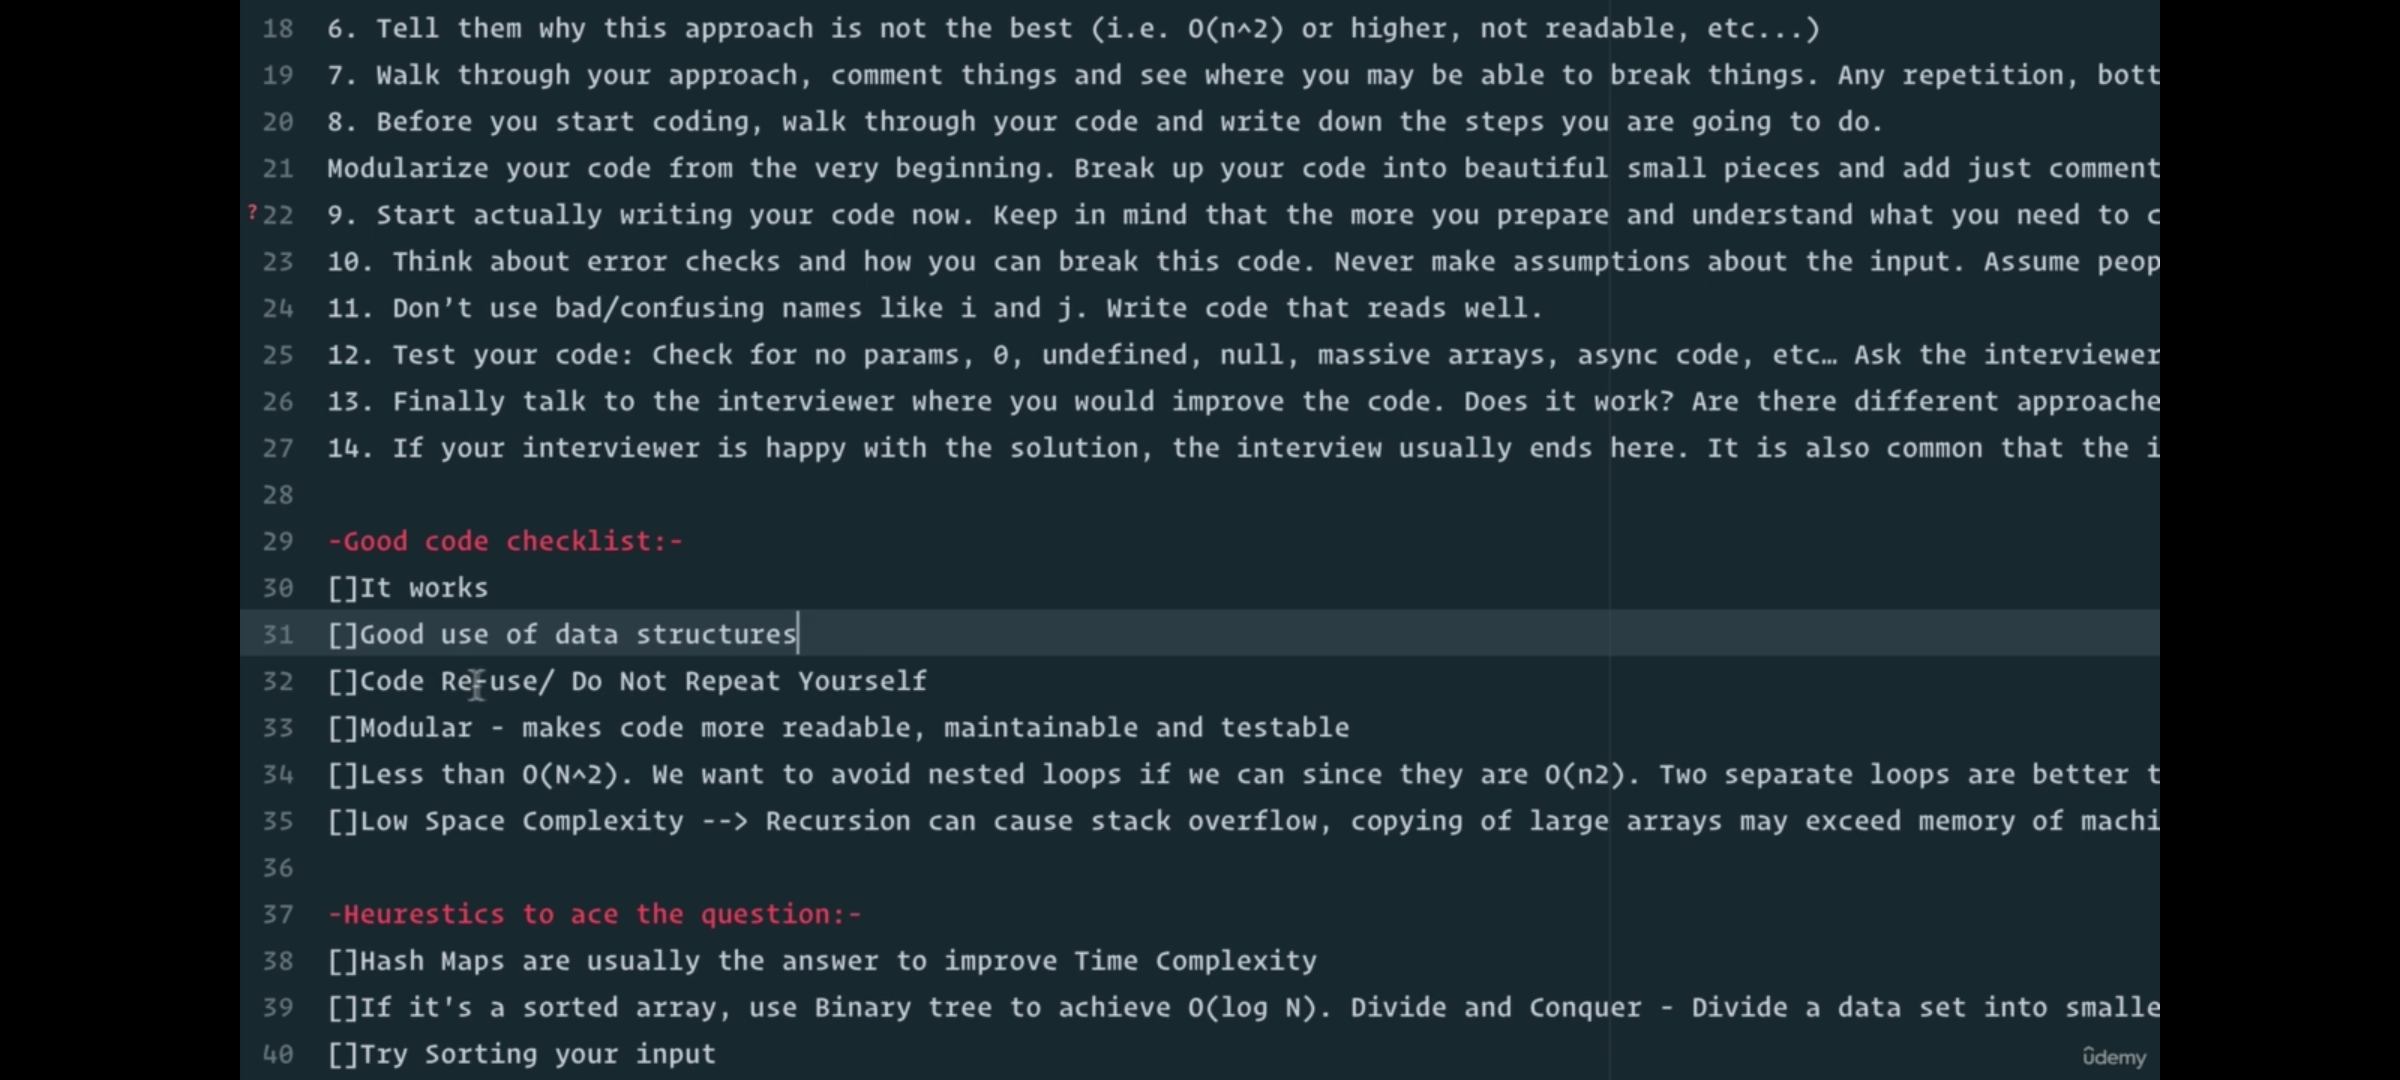 18 6. Tell them why this approach is not the best (i.e. O(n^2) or higher, not readable, etc...)
19 7. Walk through your approach, comment things and see where you may be able to break things. Any repetition, bott
20 8. Before you start coding, walk through your code and write down the steps you are going to do.
21 Modularize your code from the very beginning. Break up your code into beautiful small pieces and add just comment
?22 9. Start actually writing your code now. Keep in mind that the more you prepare and understand what you need to c
23 10. Think about error checks and how you can break this code. Never make assumptions about the input. Assume peop
24 11. Don’t use bad/confusing names like i and j. Write code that reads well.
25 12. Test your code: Check for no params, 0, undefined, null, massive arrays, async code, etc… Ask the interviewer
26 13. Finally talk to the interviewer where you would improve the code. Does it work? Are there different approache
27 14. If your interviewer is happy with the solution, the interview usually ends here. It is also common that the i
28
29 -Good code checklist:-
30 []It works
31 []Good use of data structures
32 []Code Re-use/ Do Not Repeat Yourself
33 []Modular - makes code more readable, maintainable and testable
34 []Less than O(N^2). We want to avoid nested loops if we can since they are O(n2). Two separate loops are better t
35 []Low Space Complexity --> Recursion can cause stack overflow, copying of large arrays may exceed memory of machi
36
37 -Heurestics to ace the question:-
38 []Hash Maps are usually the answer to improve Time Complexity
39 []If it's a sorted array, use Binary tree to achieve O(log N). Divide and Conquer - Divide a data set into smalle
40 []Try Sorting your input
ûdemy